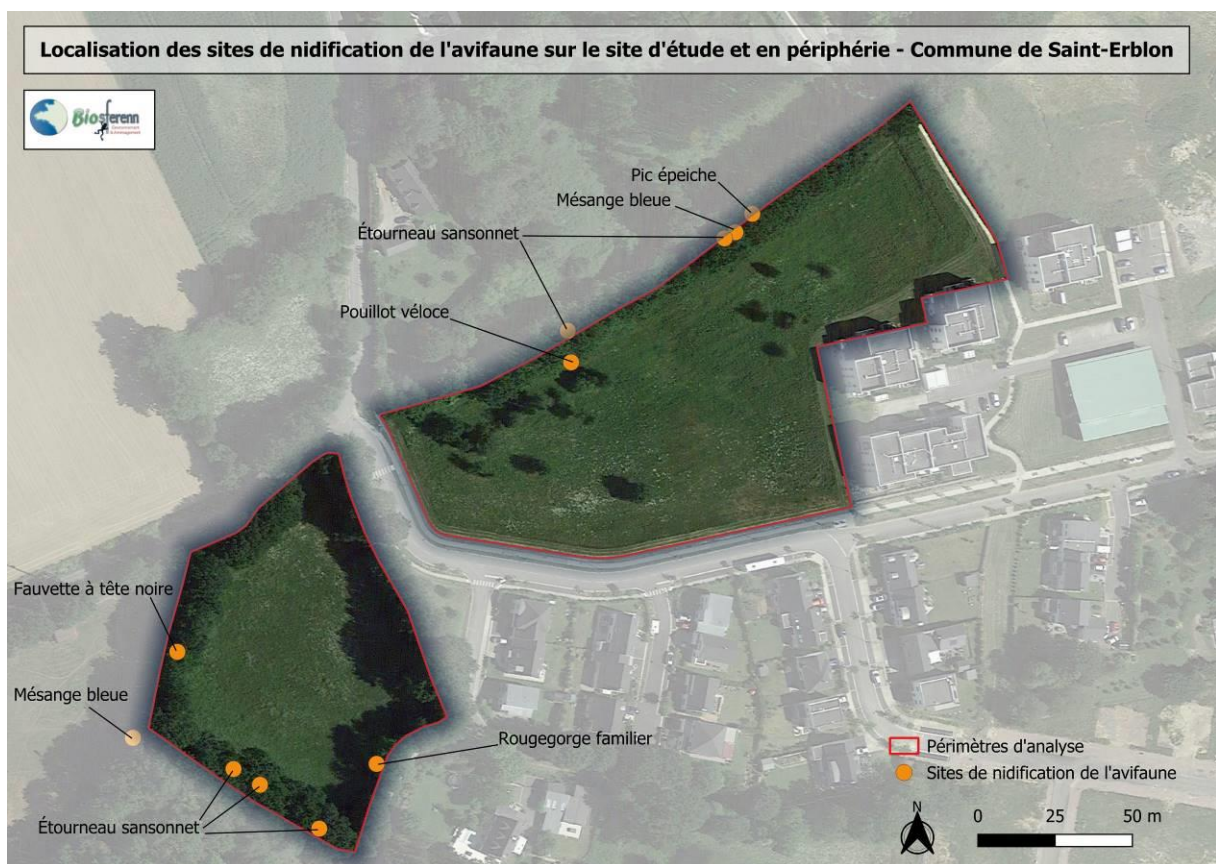 Localisation des sites de nidification de l'avifaune sur le site d'étude et en périphérie - Commune de Saint-Erblon
Biosferenn
Pic épeiche
Mésange bleue
Étourneau sansonnet
Pouillot véloce
Fauvette à tête noire
Mésange bleue
Rougegorge familier
Étourneau sansonnet
Périmètres d'analyse
Sites de nidification de l'avifaune
N
0 25 50 m